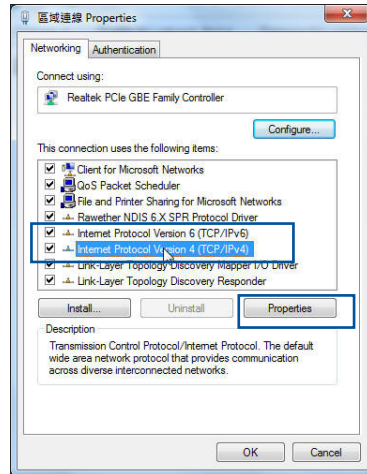 區域連線 Properties
Networking
Authentication
Connect using:
Realtek PCIe GBE Family Controller
Configure...
This connection uses the following items:
Client for Microsoft Networks
QoS Packet Scheduler
File and Printer Sharing for Microsoft Networks
Rawether NDIS 6.X SPR Protocol Driver
Internet Protocol Version 6 (TCP/IPv6)
Internet Protocol Version 4 (TCP/IPv4)
Link-Layer Topology Discovery Mapper I/O Driver
Link-Layer Topology Discovery Responder
Install...
Uninstall
Properties
Description
Transmission Control Protocol/Internet Protocol. The default
wide area network protocol that provides communication
across diverse interconnected networks.
OK
Cancel